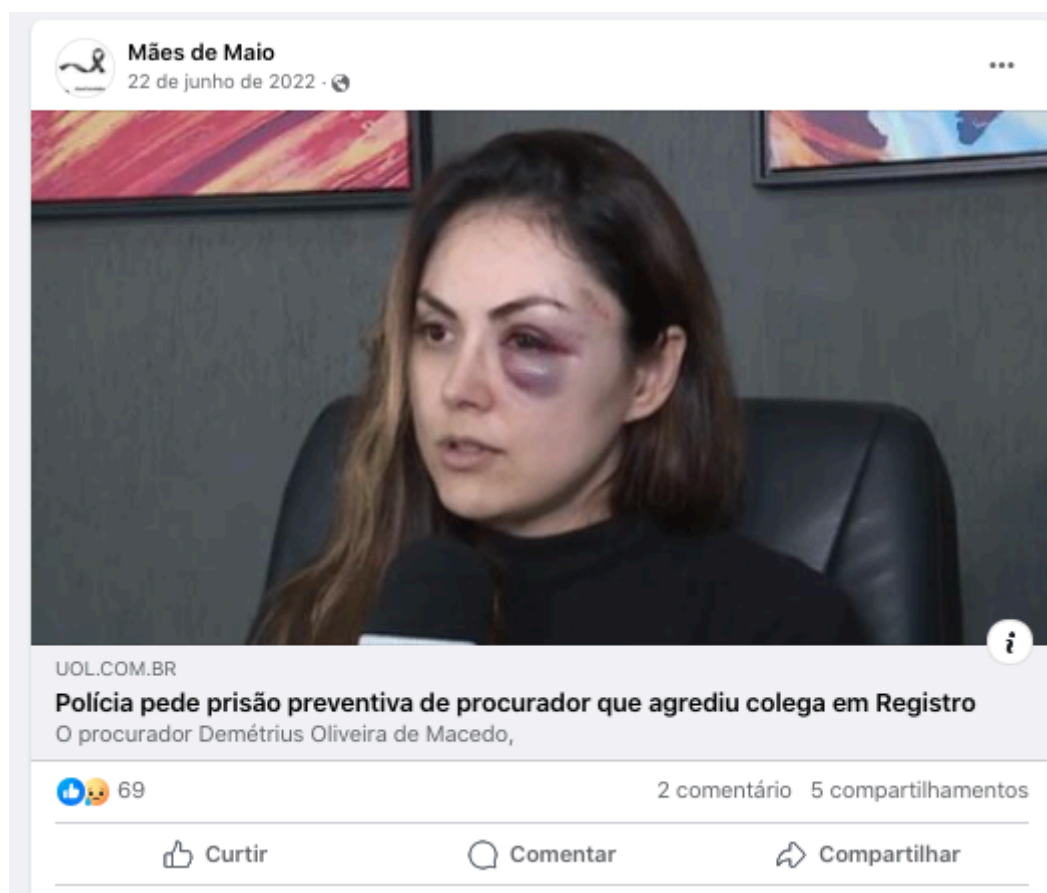 Mães de Maio
22 de junho de 2022 ·
UOL.COM.BR
Polícia pede prisão preventiva de procurador que agrediu colega em Registro
O procurador Demétrius Oliveira de Macedo,
69
2 comentário 5 compartilhamentos
Curtir
Comentar
Compartilhar